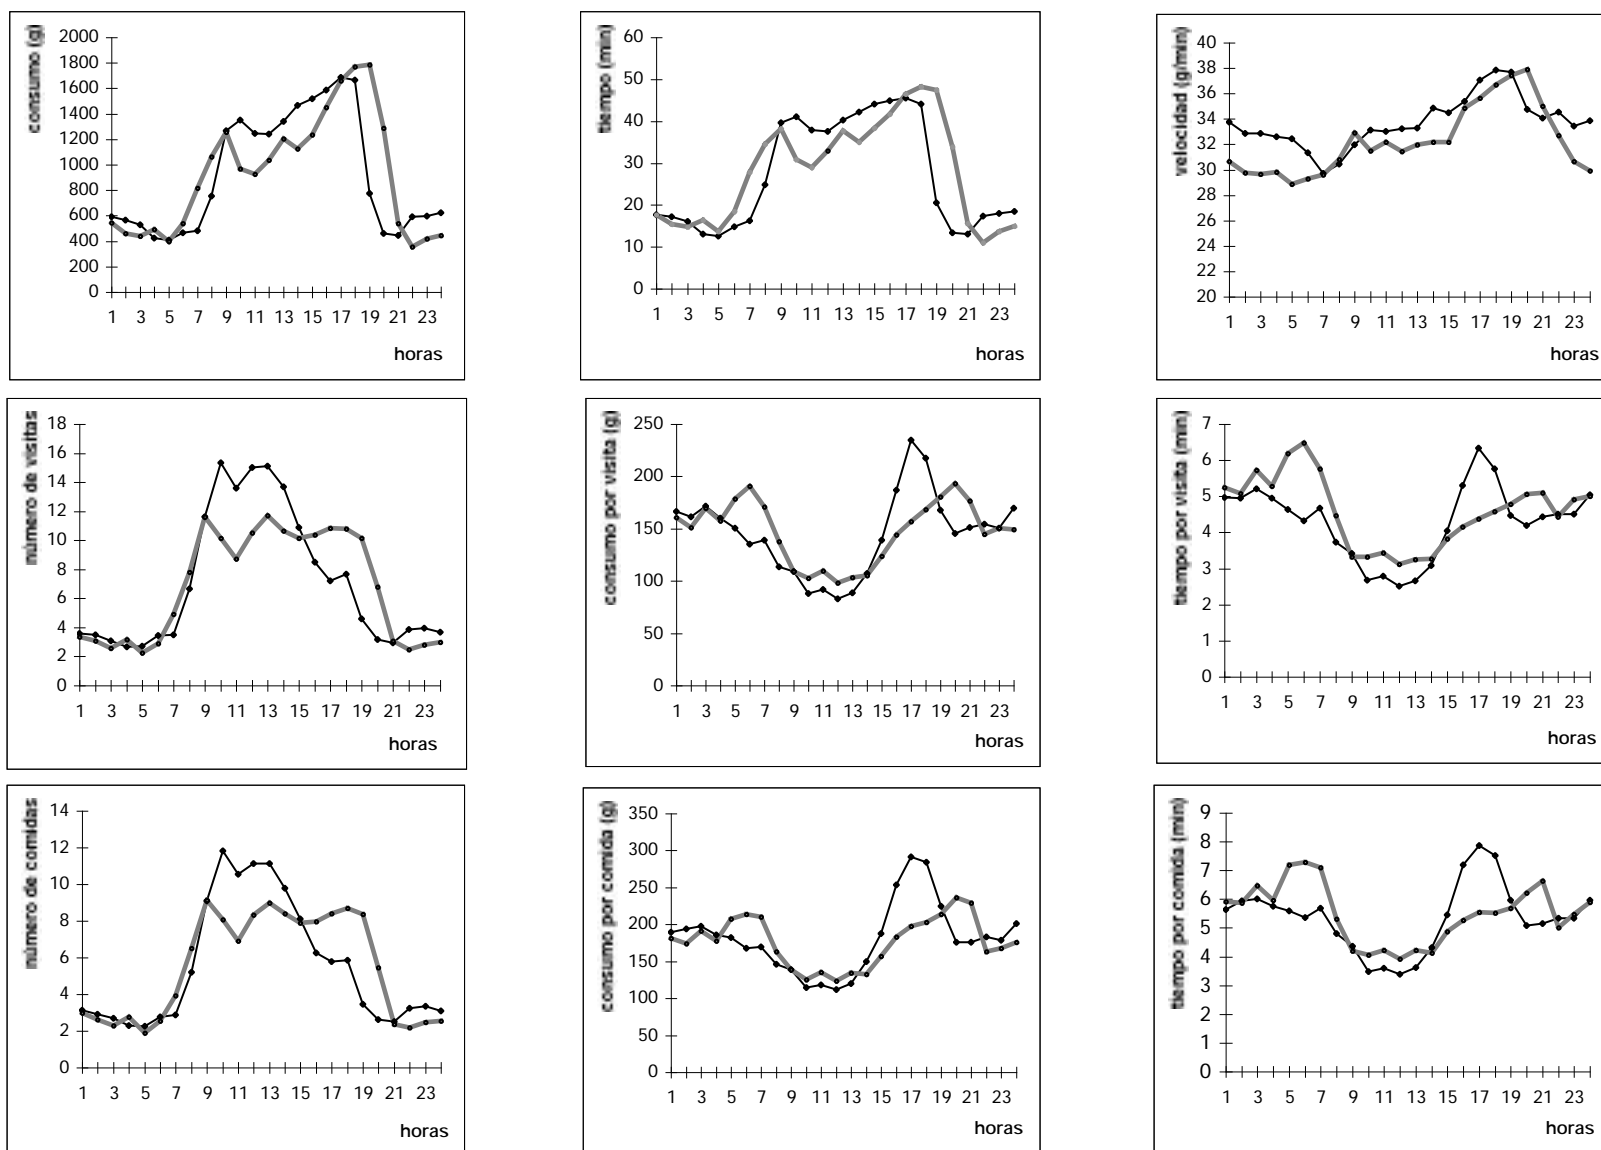 consumo (g)
2000
1800
1600
1400
1200
1000
800
600
400
200
0
1 3 5 7 9 11 13 15 17 19 21 23
horas
tiempo (min)
60
50
40
30
20
10
0
1 3 5 7 9 11 13 15 17 19 21 23
horas
velocidad (g/min)
40
38
36
34
32
30
28
26
24
22
20
1 3 5 7 9 11 13 15 17 19 21 23
horas
número de visitas
18
16
14
12
10
8
6
4
2
0
1 3 5 7 9 11 13 15 17 19 21 23
horas
consumo por visita (g)
250
200
150
100
50
0
1 3 5 7 9 11 13 15 17 19 21 23
horas
tiempo por visita (min)
7
6
5
4
3
2
1
0
1 3 5 7 9 11 13 15 17 19 21 23
horas
número de comidas
14
12
10
8
6
4
2
0
1 3 5 7 9 11 13 15 17 19 21 23
horas
consumo por comida (g)
350
300
250
200
150
100
50
0
1 3 5 7 9 11 13 15 17 19 21 23
horas
tiempo por comida (min)
9
8
7
6
5
4
3
2
1
0
1 3 5 7 9 11 13 15 17 19 21 23
horas